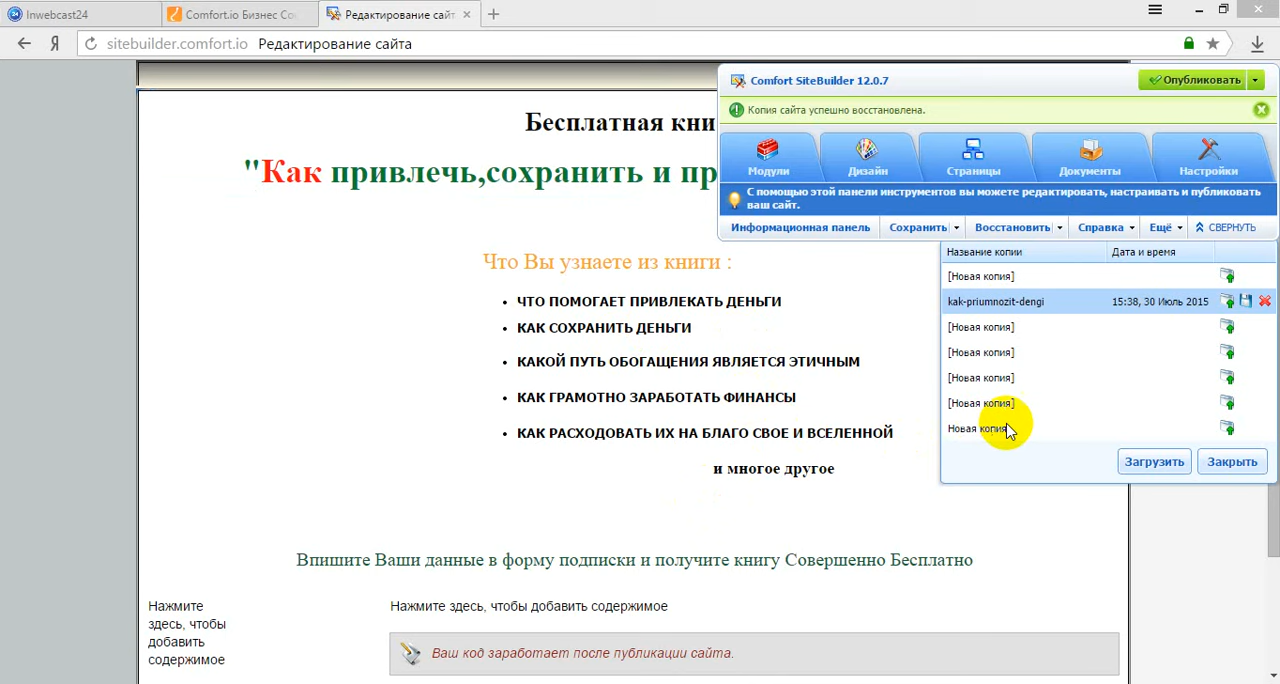 Inwebcast24
Comfort.io Бизнес Со
Редактирование сайт
Я
sitebuilder.comfort.io Редактирование сайта
Comfort SiteBuilder 12.0.7
Опубликовать
Копия сайта успешно восстановлена.
Модули
Дизайн
Страницы
Документы
Настройки
С помощью этой панели инструментов вы можете редактировать, настраивать и публиковать
ваш сайт.
Информационная панель
Сохранить
Восстановить
Справка
Ещё
СВЕРНУТЬ
Название копии
Дата и время
[Новая копия]
kak-priumnozit-dengi 15:38, 30 Июль 2015
[Новая копия]
[Новая копия]
[Новая копия]
[Новая копия]
Новая копия
Загрузить
Закрыть
Бесплатная кни
"Как привлечь,сохранить и пр
Что Вы узнаете из книги :
• ЧТО ПОМОГАЕТ ПРИВЛЕКАТЬ ДЕНЬГИ
• КАК СОХРАНИТЬ ДЕНЬГИ
• КАКОЙ ПУТЬ ОБОГАЩЕНИЯ ЯВЛЯЕТСЯ ЭТИЧНЫМ
• КАК ГРАМОТНО ЗАРАБОТАТЬ ФИНАНСЫ
• КАК РАСХОДОВАТЬ ИХ НА БЛАГО СВОЕ И ВСЕЛЕННОЙ
и многое другое
Впишите Ваши данные в форму подписки и получите книгу Совершенно Бесплатно
Нажмите
здесь, чтобы
добавить
содержимое
Нажмите здесь, чтобы добавить содержимое
Ваш код заработает после публикации сайта.